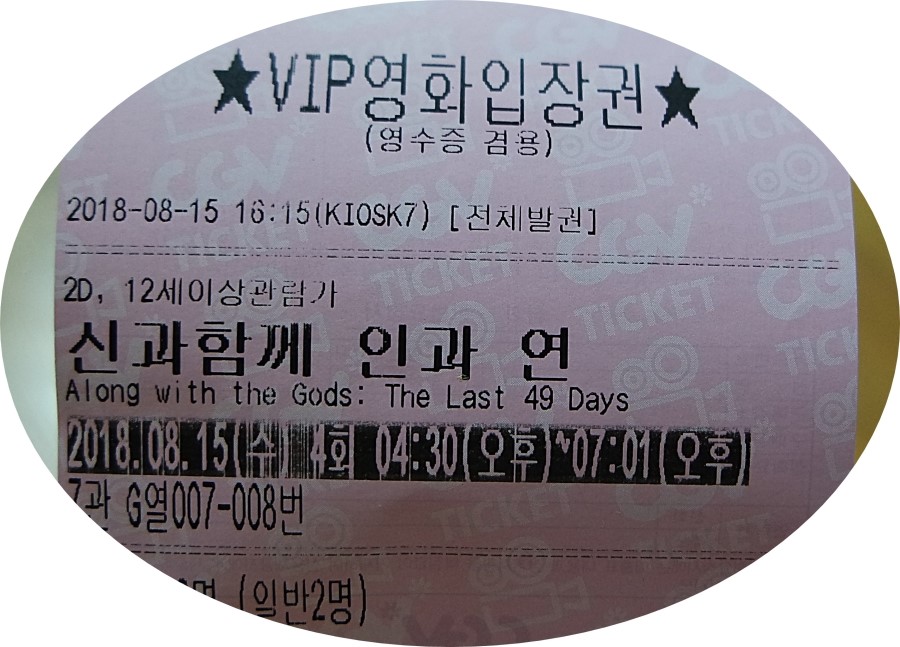 ★VIP영화입장권★
(영수증 겸용)
2018-08-15 16:15(KIOSK7) [전체발권]
2D, 12세이상관람가
신과함께 인과 연
Along with the Gods: The Last 49 Days
2018.08.15(수) 4회 04:30(오후)~07:01(오후)
7관 G열007-008번
(일반2명)